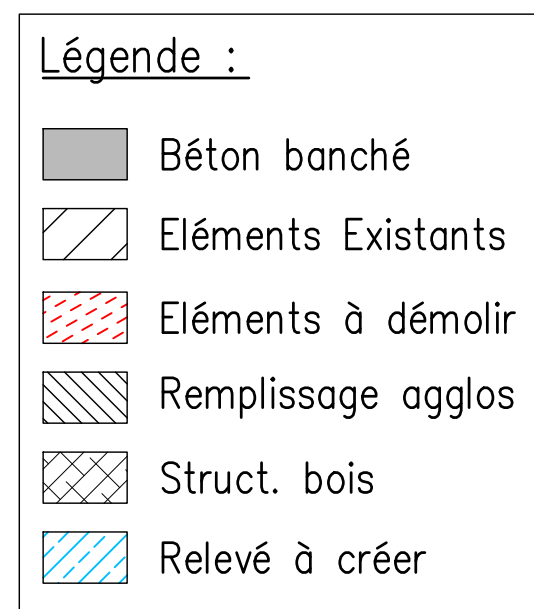 Légende :
Béton banché
Eléments Existants
Eléments à démolir
Remplissage agglos
Struct. bois
Relevé à créer